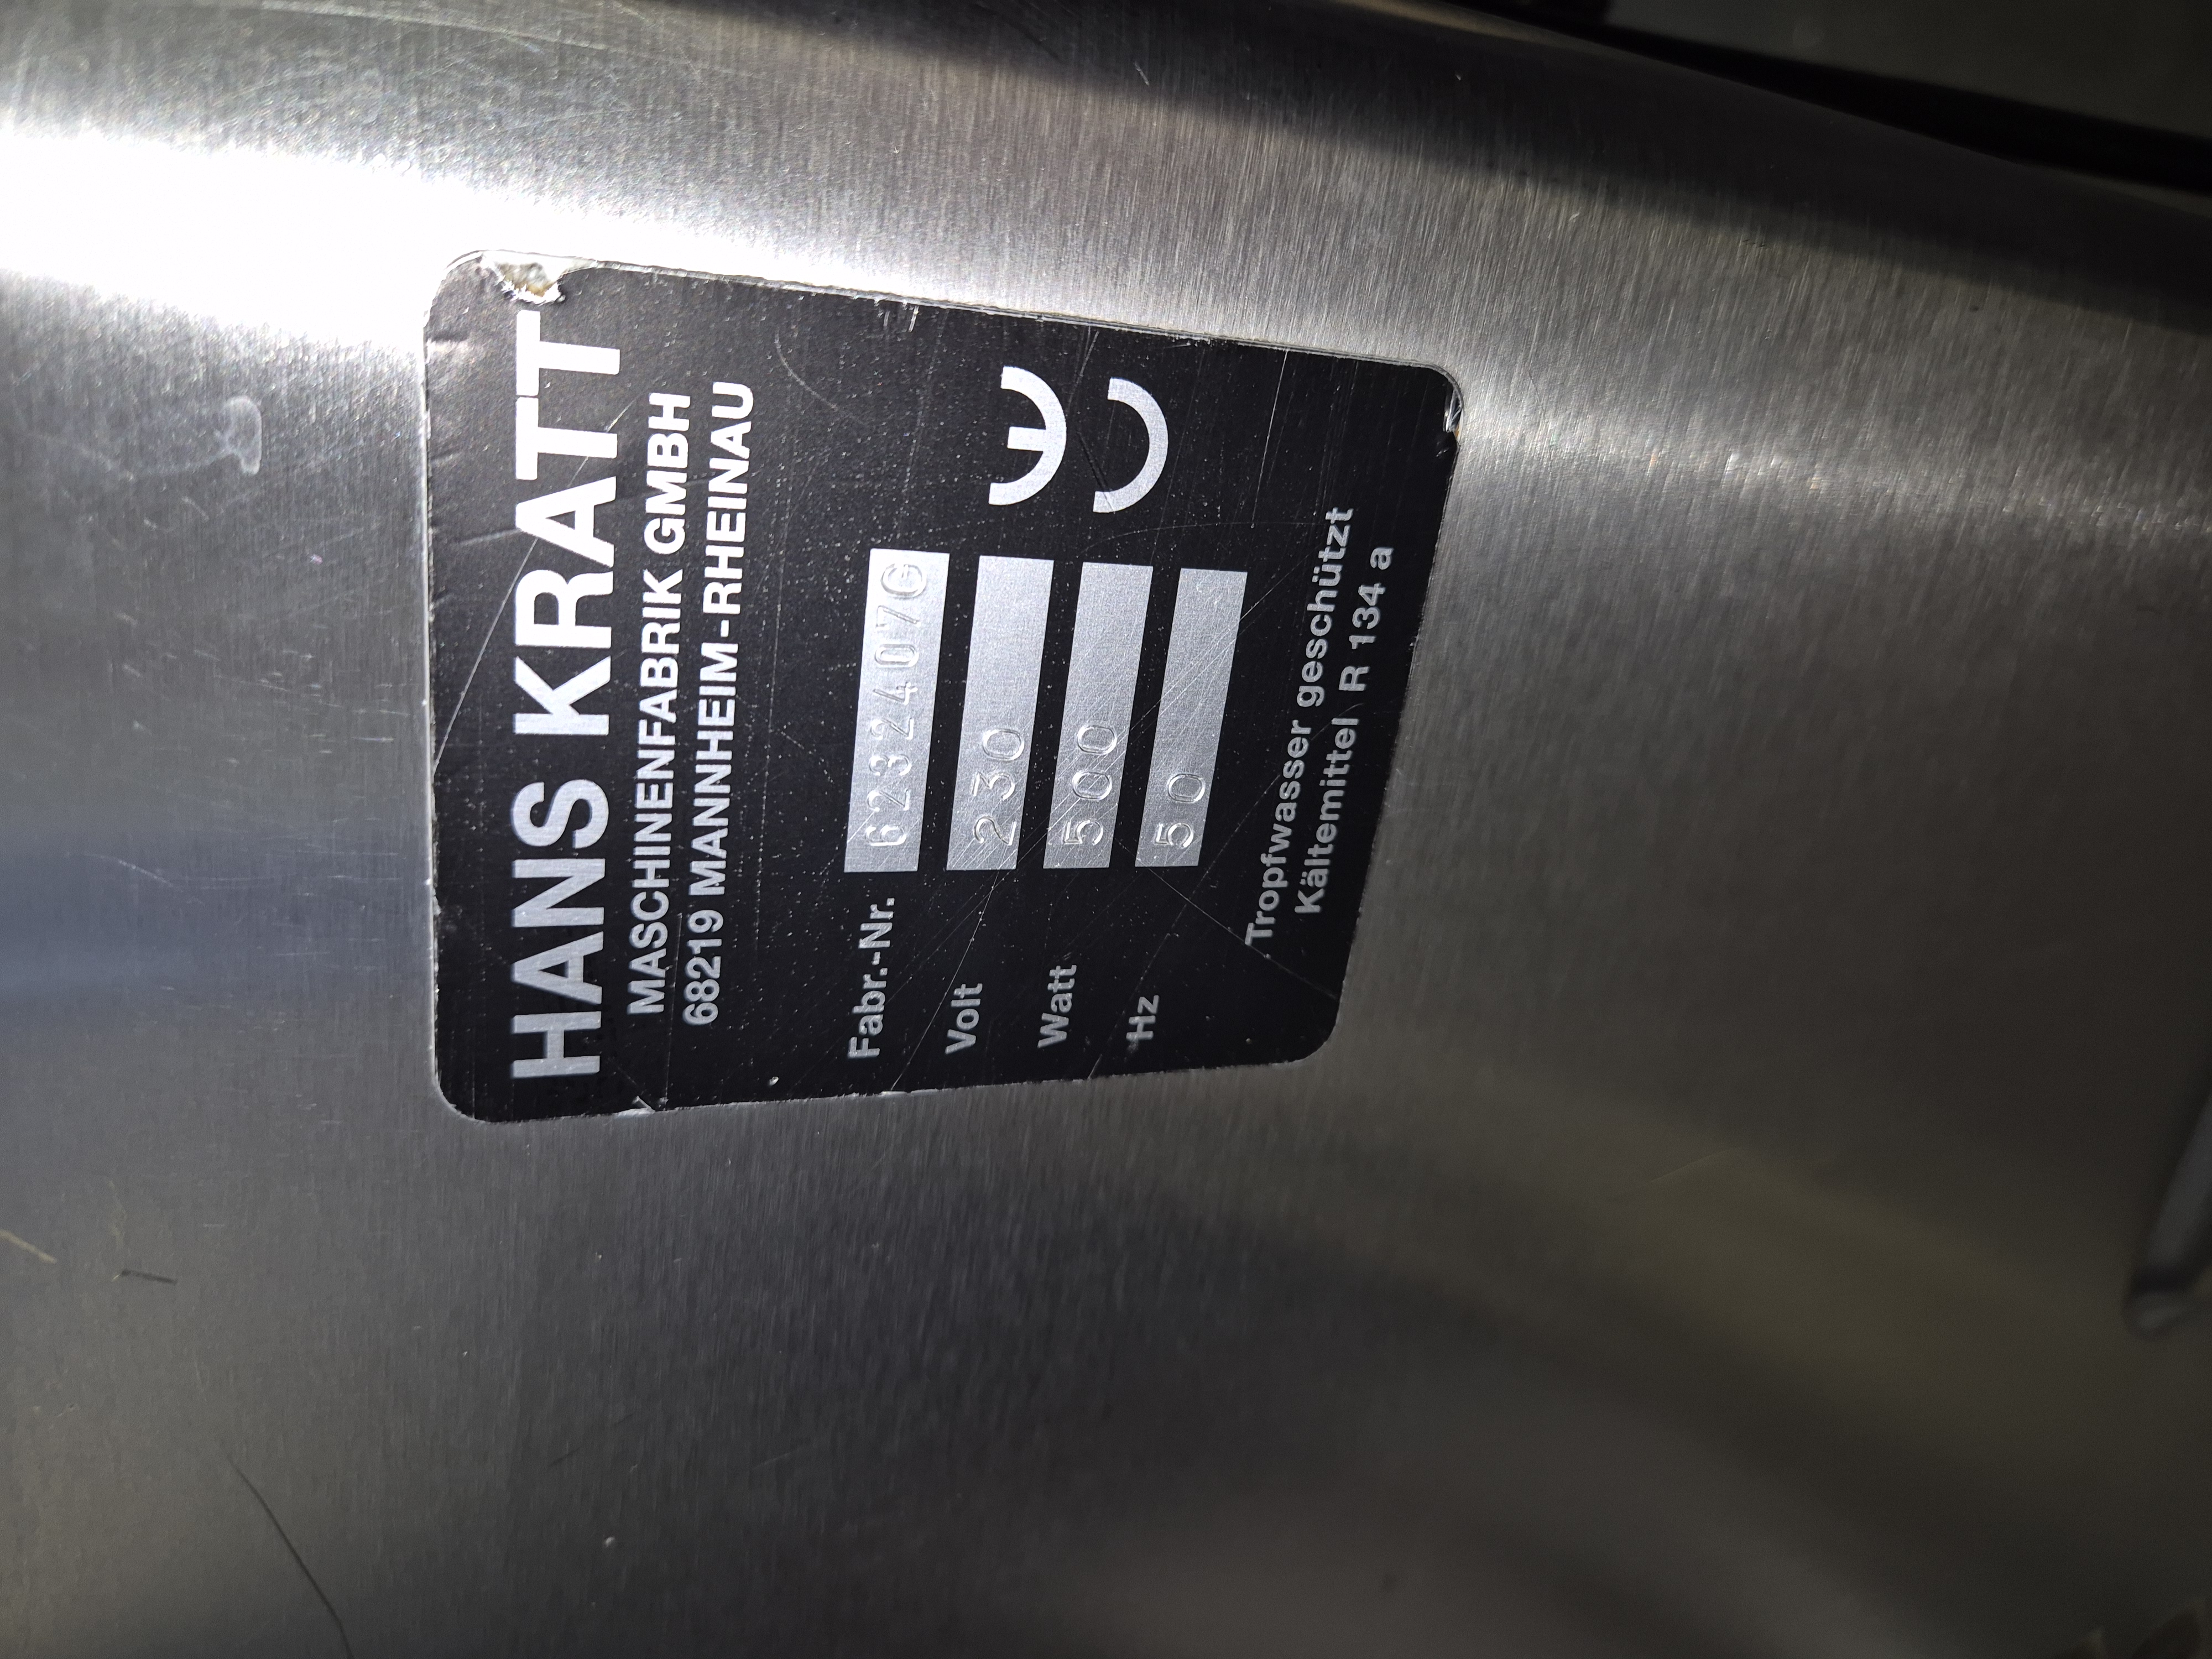 HANS KRATT
MASCHINENFABRIK GMBH
68219 MANNHEIM-RHEINAU
Fabr.-Nr. 6232407G
Volt 230
Watt 500
Hz 50
CE
Tropfwasser geschützt
Kältemittel R 134 a